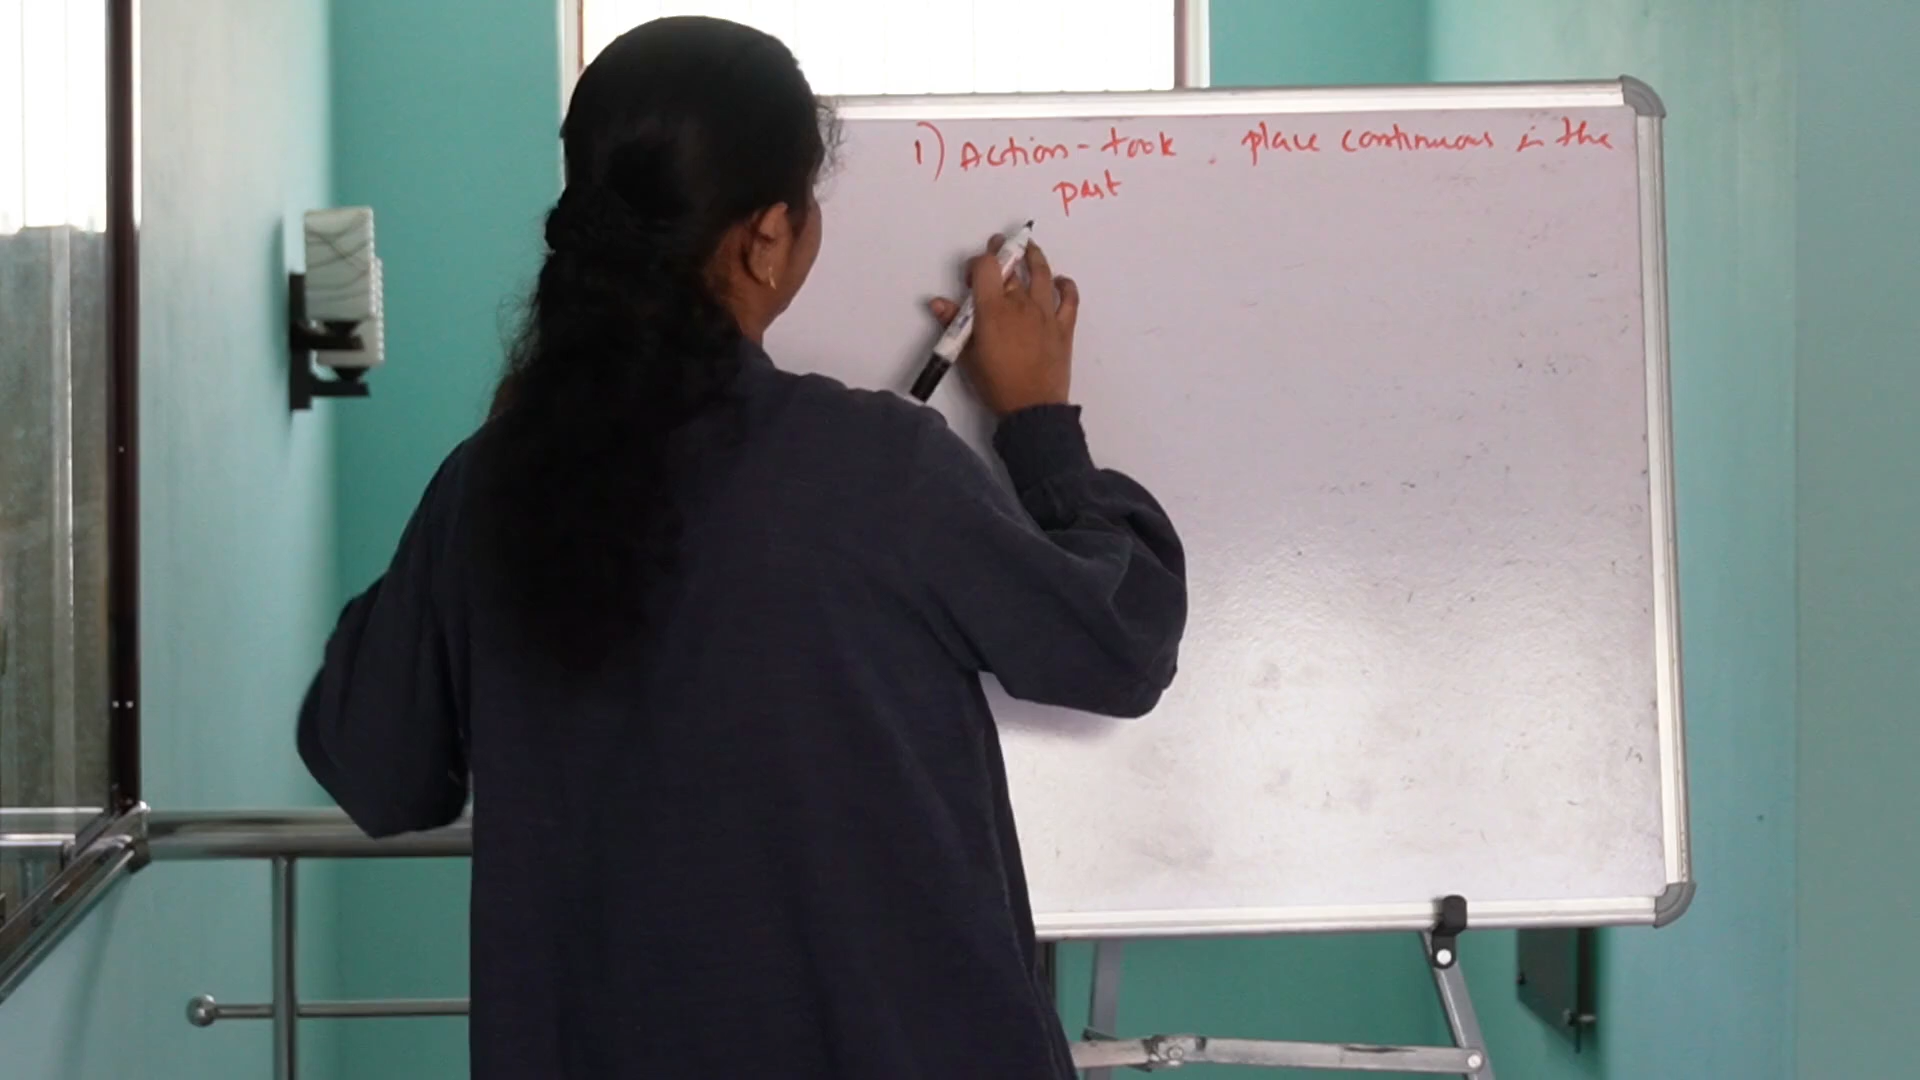 1) Action - took . place continuous in the
past